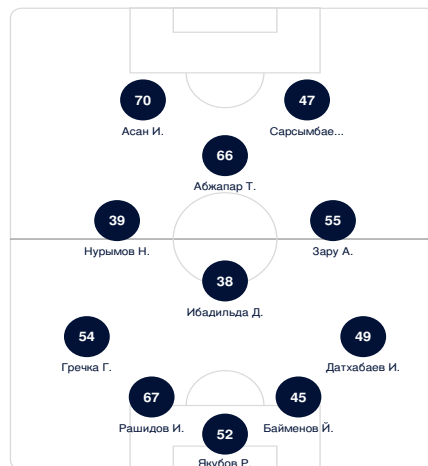 70 47
Асан И. Сарсымбае...
66
Абжапар Т.
39 55
Нурымов Н. Зару А.
38
Ибадильда Д.
54 49
Гречка Г. Датхабаев И.
67 45
Рашидов И. Байменов Й.
52
Якубов Р